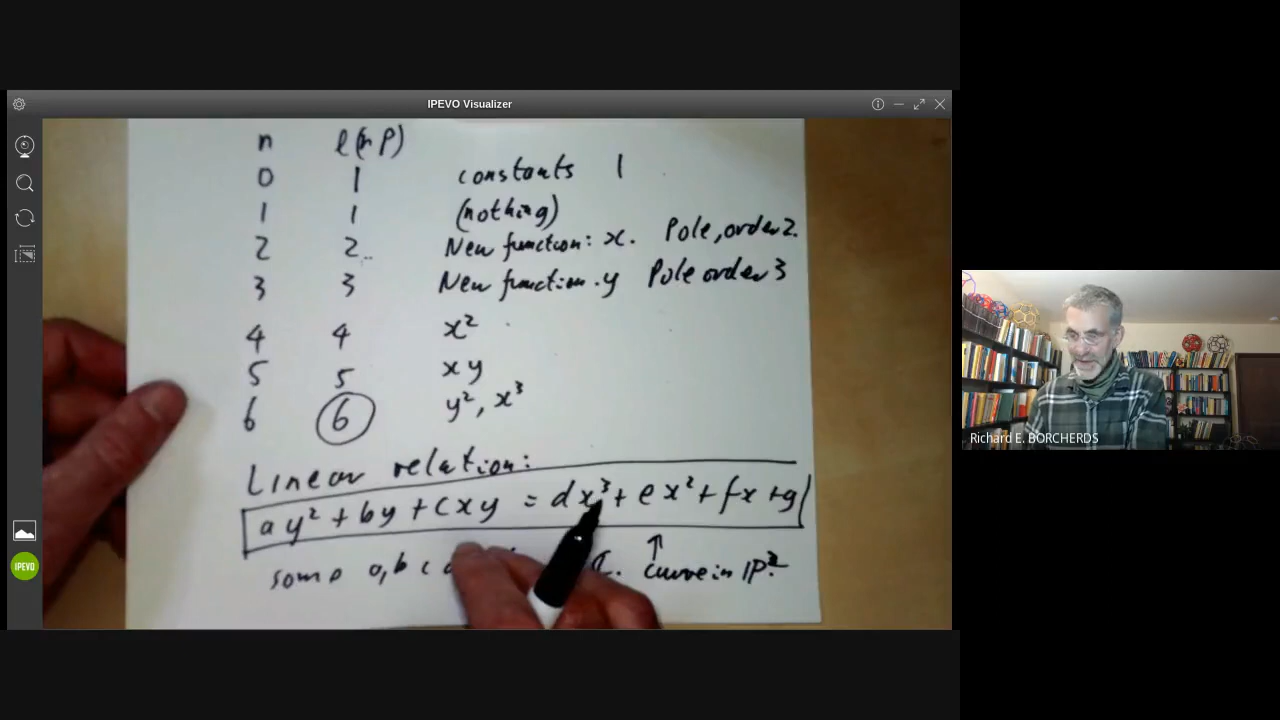 IPEVO Visualizer
n l(nP)
0 1 constants 1
1 1 (nothing)
2 2 New function: x. Pole, order 2.
3 3 New function. y Pole order 3
4 4 x²
5 5 xy
6 6 y², x³
Linear relation:
ay² + by + cxy = dx³ + ex² + fx + g
some a, b c ↑ curve in IP².
Richard E. BORCHERDS
IPEVO